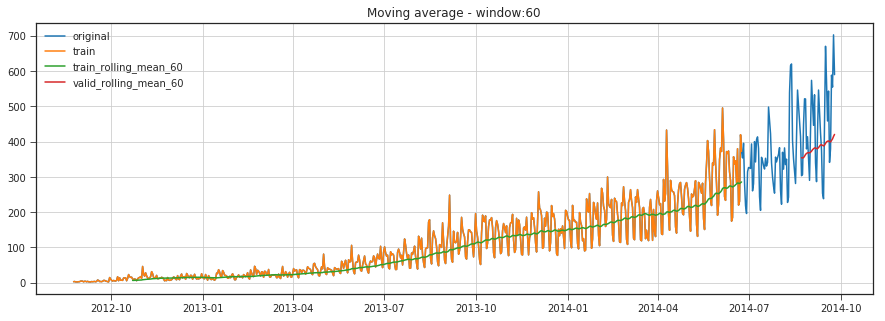 Moving average - window:60
original
train
train_rolling_mean_60
valid_rolling_mean_60
700
600
500
400
300
200
100
0
2012-10 2013-01 2013-04 2013-07 2013-10 2014-01 2014-04 2014-07 2014-10